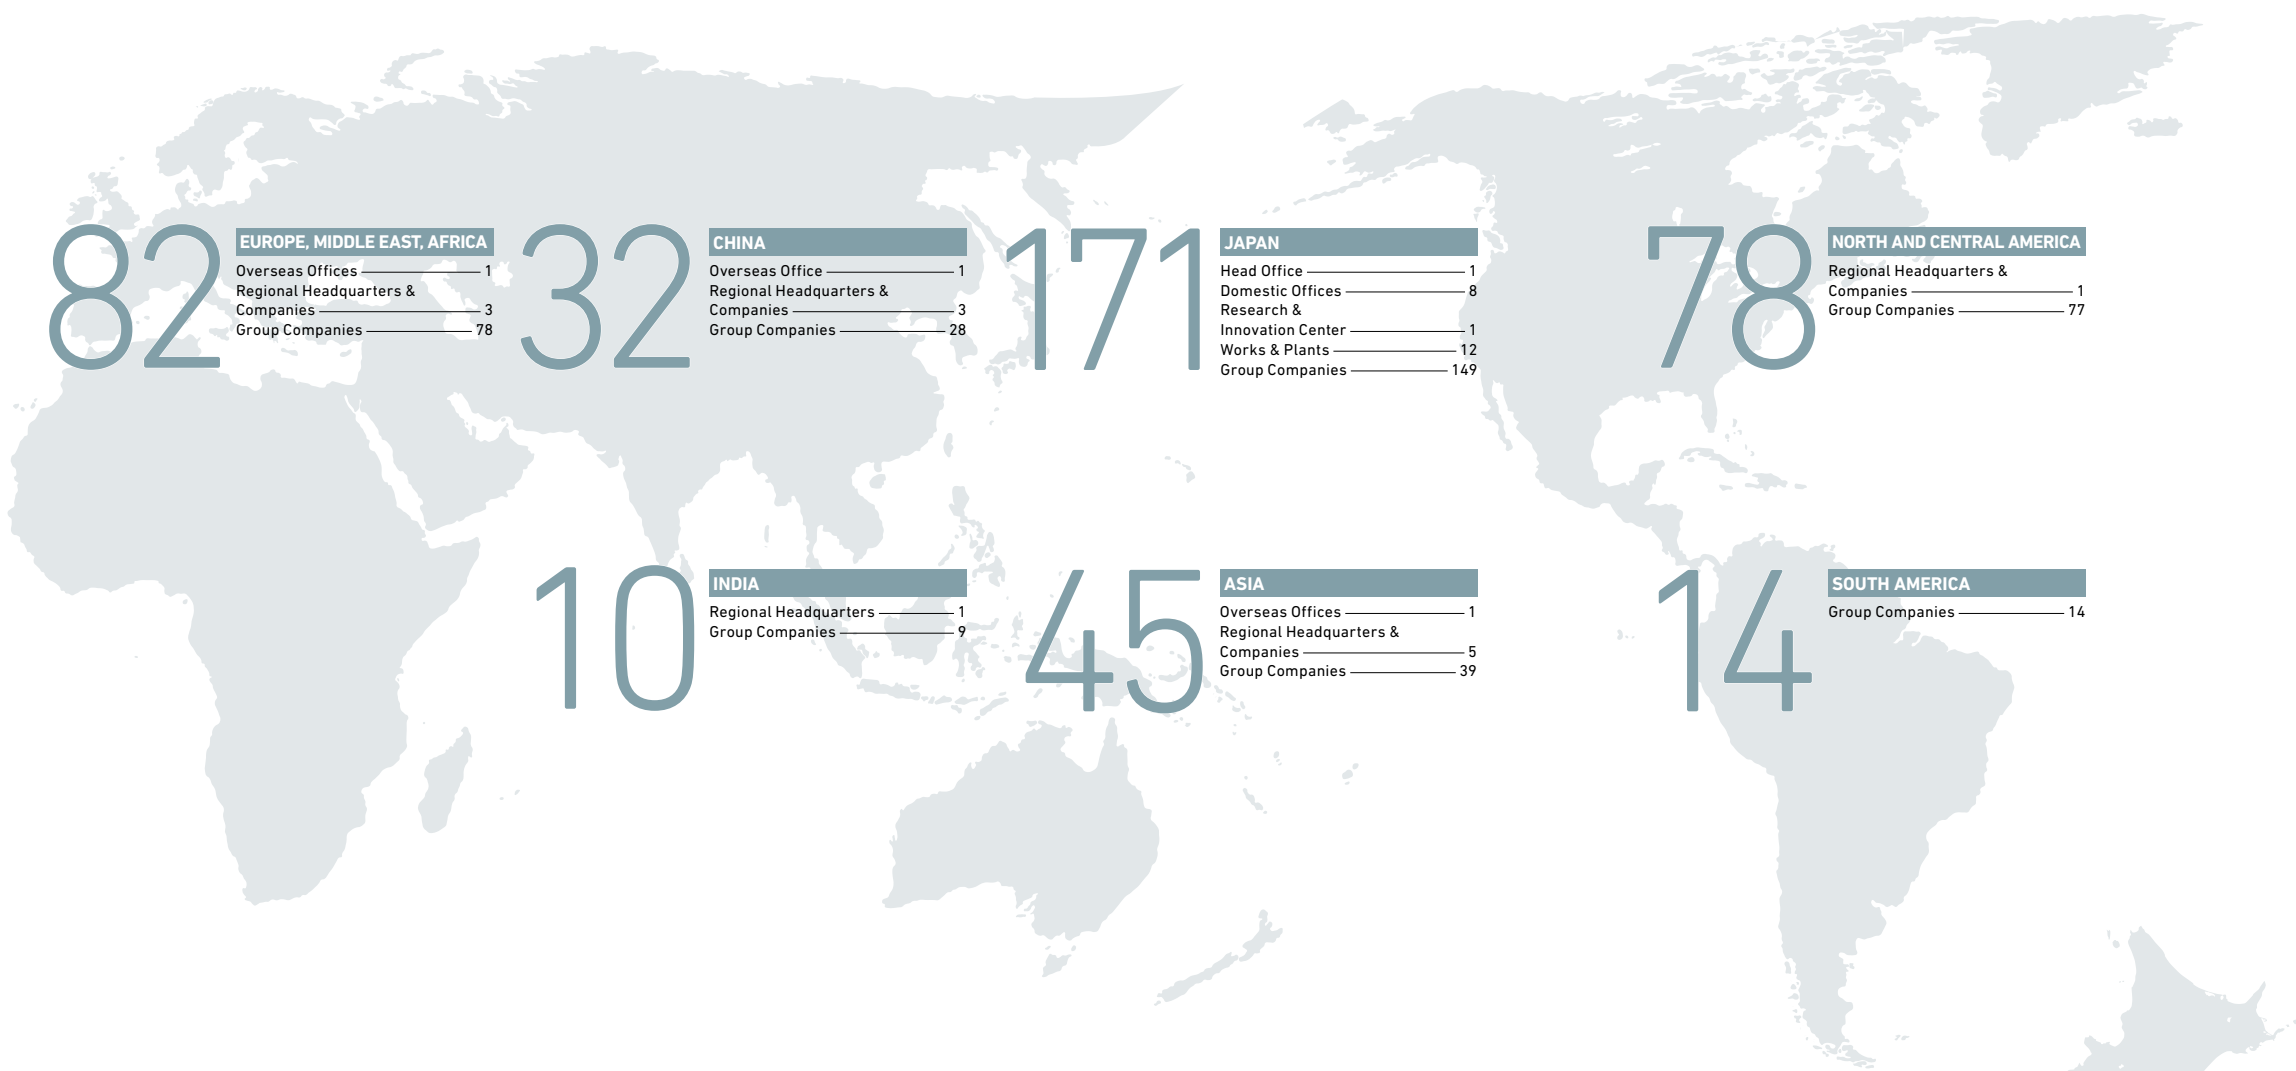 82
EUROPE, MIDDLE EAST, AFRICA
Overseas Offices 1
Regional Headquarters &
Companies 3
Group Companies 78
32
CHINA
Overseas Office 1
Regional Headquarters &
Companies 3
Group Companies 28
171
JAPAN
Head Office 1
Domestic Offices 8
Research &
Innovation Center 1
Works & Plants 12
Group Companies 149
78
NORTH AND CENTRAL AMERICA
Regional Headquarters &
Companies 1
Group Companies 77
10
INDIA
Regional Headquarters 1
Group Companies 9
45
ASIA
Overseas Offices 1
Regional Headquarters &
Companies 5
Group Companies 39
14
SOUTH AMERICA
Group Companies 14